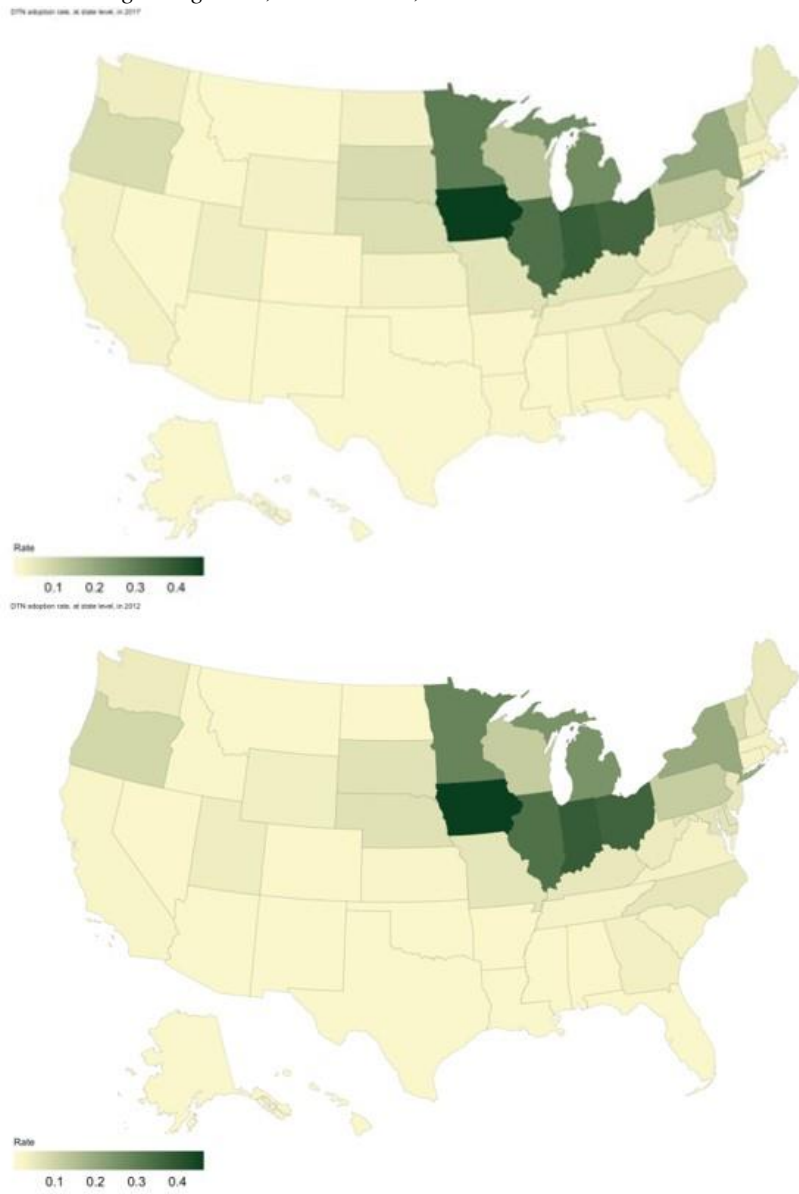 DTN adoption rate, at state level, in 2017
Rate
0.1 0.2 0.3 0.4
DTN adoption rate, at state level, in 2012
Rate
0.1 0.2 0.3 0.4